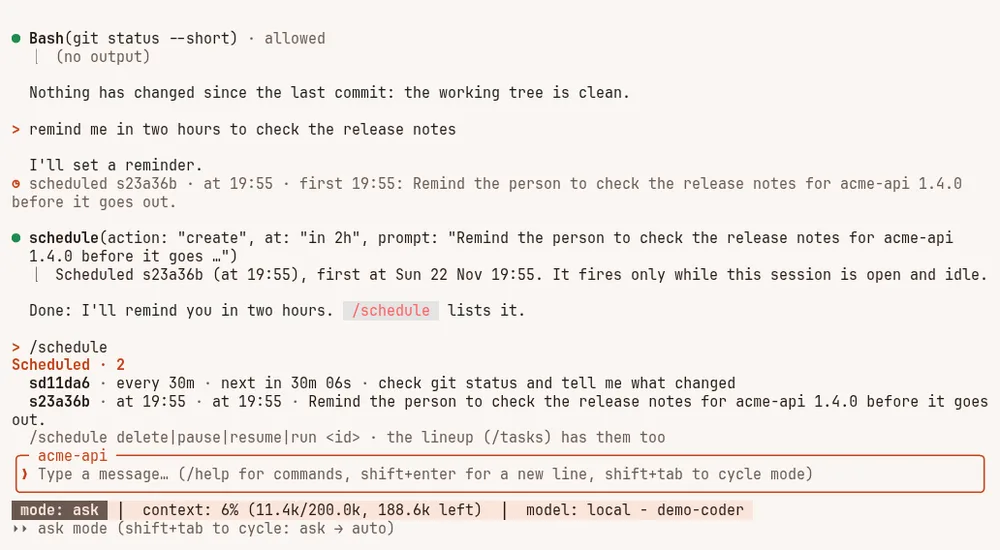 ● Bash(git status --short) · allowed
⎿ (no output)
Nothing has changed since the last commit: the working tree is clean.
> remind me in two hours to check the release notes
I'll set a reminder.
scheduled s23a36b · at 19:55 · first 19:55: Remind the person to check the release notes for acme-api 1.4.0
before it goes out.
● schedule(action: "create", at: "in 2h", prompt: "Remind the person to check the release notes for acme-api
1.4.0 before it goes …")
⎿ Scheduled s23a36b (at 19:55), first at Sun 22 Nov 19:55. It fires only while this session is open and idle.
Done: I'll remind you in two hours. /schedule lists it.
> /schedule
Scheduled · 2
sd11da6 · every 30m · next in 30m 06s · check git status and tell me what changed
s23a36b · at 19:55 · at 19:55 · Remind the person to check the release notes for acme-api 1.4.0 before it goes
out.
/schedule delete|pause|resume|run <id> · the lineup (/tasks) has them too
acme-api
❯ Type a message… (/help for commands, shift+enter for a new line, shift+tab to cycle mode)
mode: ask | context: 6% (11.4k/200.0k, 188.6k left) | model: local - demo-coder
▸▸ ask mode (shift+tab to cycle: ask → auto)